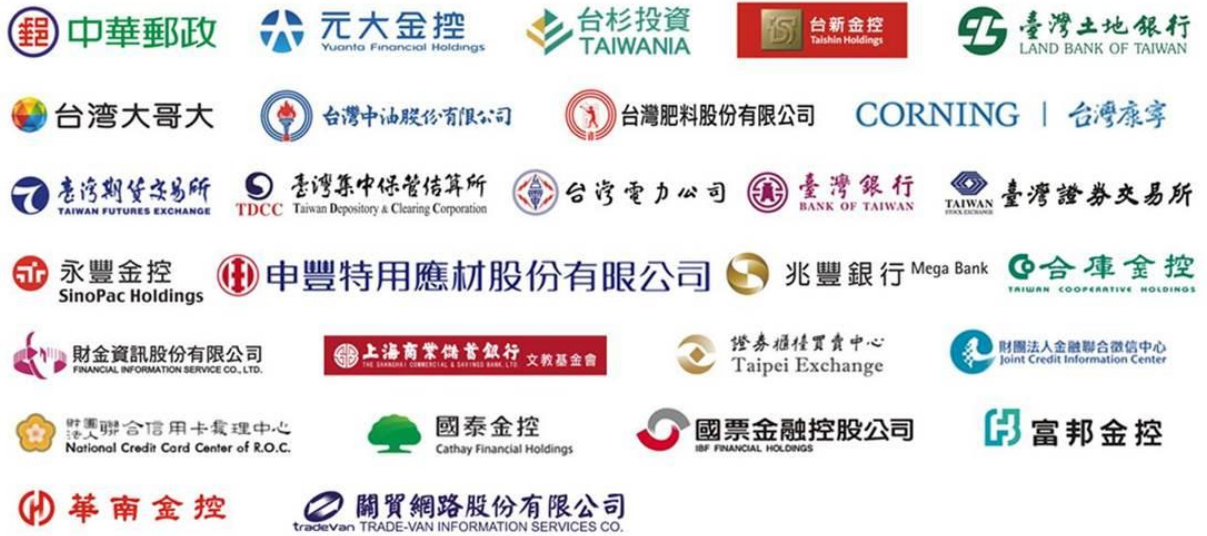 郵 中華郵政
元大金控
Yuanta Financial Holdings
台杉投資
TAIWANIA
台新金控
Taishin Holdings
臺灣土地銀行
LAND BANK OF TAIWAN
台湾大哥大
台灣中油股份有限公司
台灣肥料股份有限公司
CORNING | 台灣康寧
臺灣期貨交易所
TAIWAN FUTURES EXCHANGE
TDCC
臺灣集中保管結算所
Taiwan Depository & Clearing Corporation
台灣電力公司
臺灣銀行
BANK OF TAIWAN
TAIWAN
STOCK EXCHANGE
臺灣證券交易所
永豐金控
SinoPac Holdings
申豐特用應材股份有限公司
兆豐銀行 Mega Bank
合庫金控
TAIWAN COOPERATIVE HOLDINGS
財金資訊股份有限公司
FINANCIAL INFORMATION SERVICE CO., LTD.
上海商業儲蓄銀行 文教基金會
THE SHANGHAI COMMERCIAL & SAVINGS BANK, LTD.
證券櫃檯買賣中心
Taipei Exchange
財團法人金融聯合徵信中心
Joint Credit Information Center
財團法人聯合信用卡處理中心
National Credit Card Center of R.O.C.
國泰金控
Cathay Financial Holdings
國票金融控股公司
IBF FINANCIAL HOLDINGS
富邦金控
華南金控
tradevan
關貿網路股份有限公司
TRADE-VAN INFORMATION SERVICES CO.